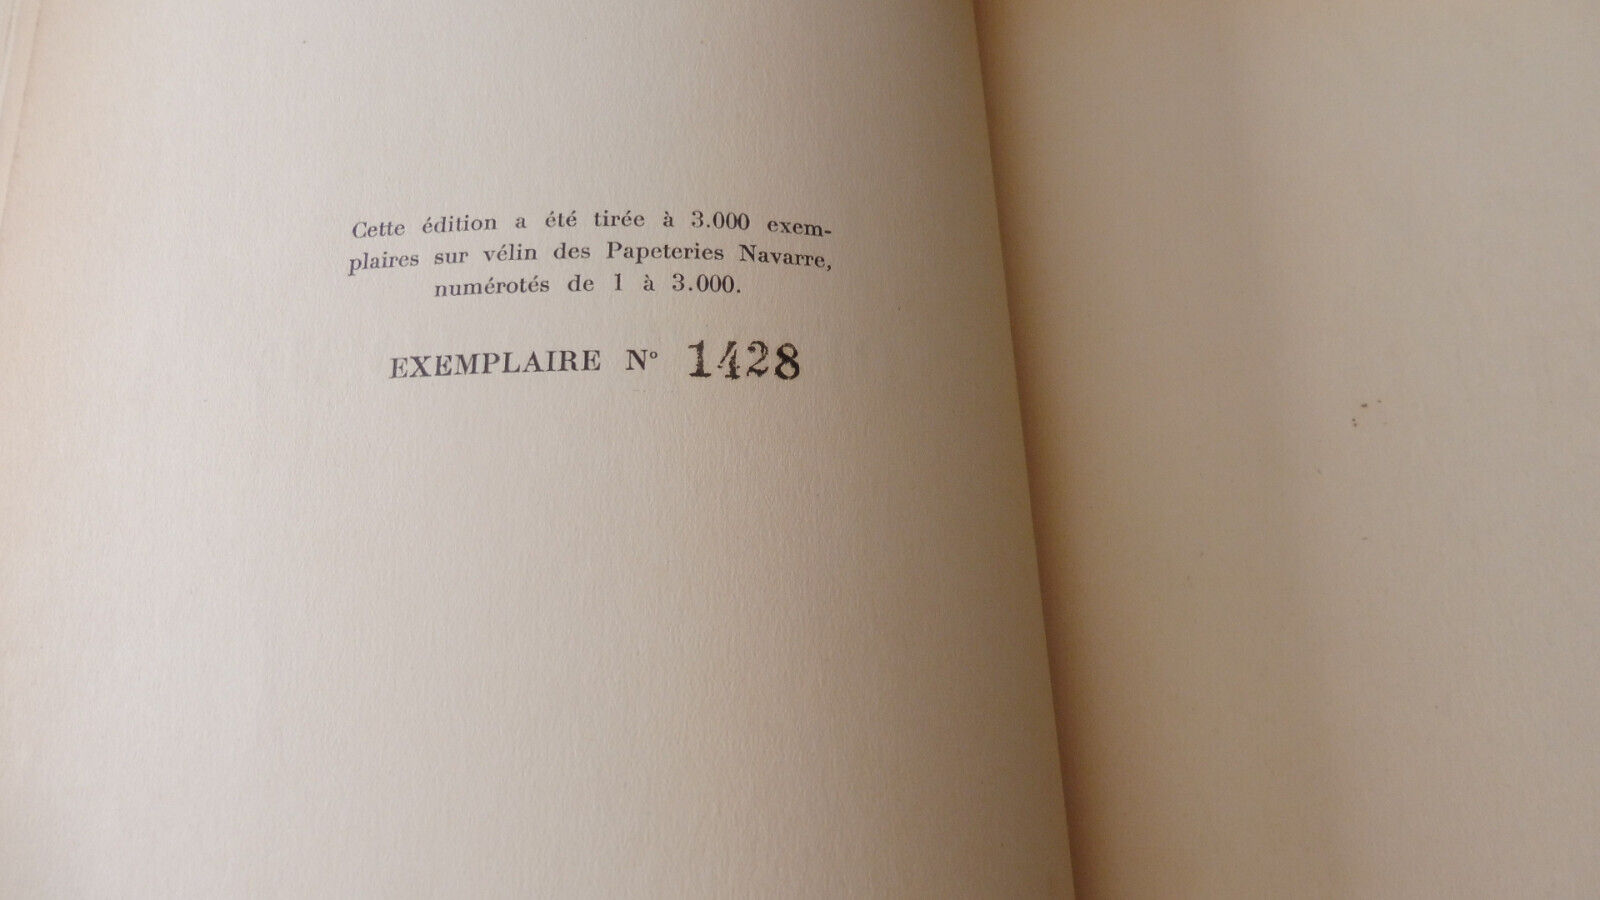 Cette édition a été tirée à 3.000 exem-
plaires sur vélin des Papeteries Navarre,
numérotés de 1 à 3.000.
EXEMPLAIRE N° 1428